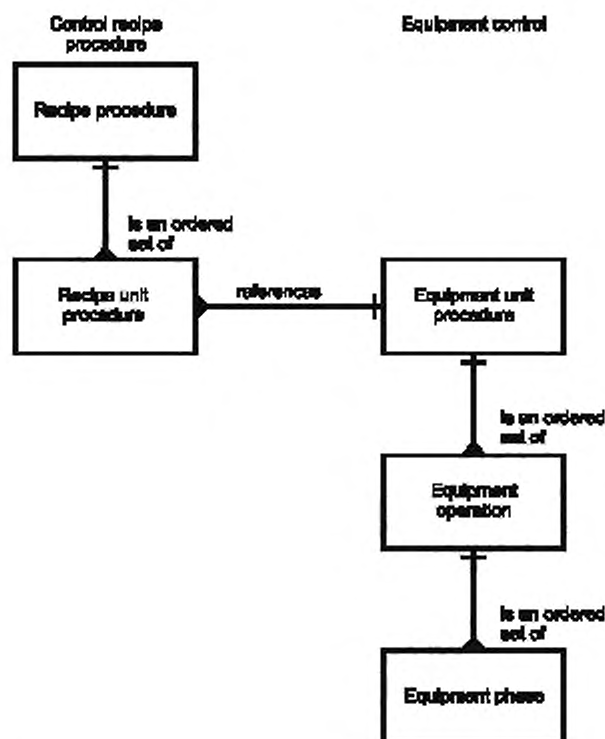 Control recipe
procedure
Equipment control
Recipe procedure
is an ordered
set of
Recipe unit
procedure
references
Equipment unit
procedure
is an ordered
set of
Equipment
operation
is an ordered
set of
Equipment phase